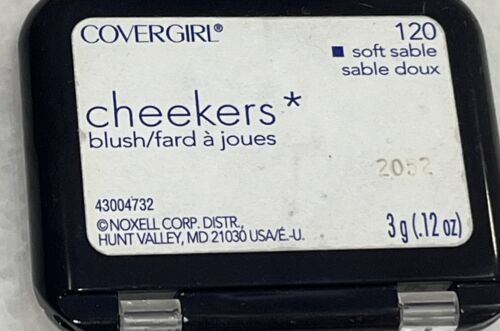 COVERGIRL®
120
■ soft sable
sable doux
cheekers*
blush/fard à joues
2052
43004732
©NOXELL CORP. DISTR.,
HUNT VALLEY, MD 21030 USA/É.-U.
3 g (.12 oz)